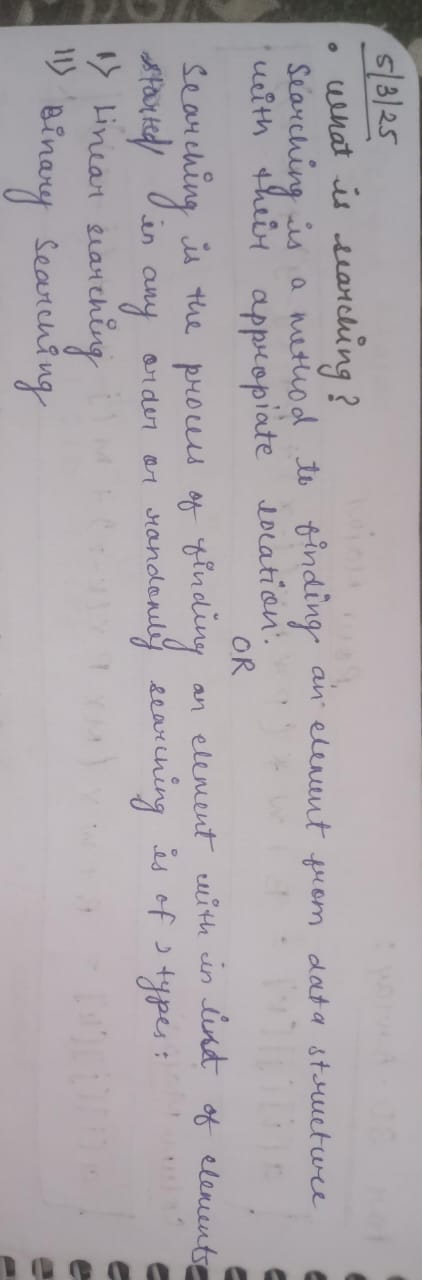 5/3/25
• what is searching?
Searching is a method to finding an element from data structure
with their appropiate location.
OR
Searching is the process of finding an element with in list of elements
started in any order or randomly searching is of 2 types:
I) Linear searching
II) Binary Searching